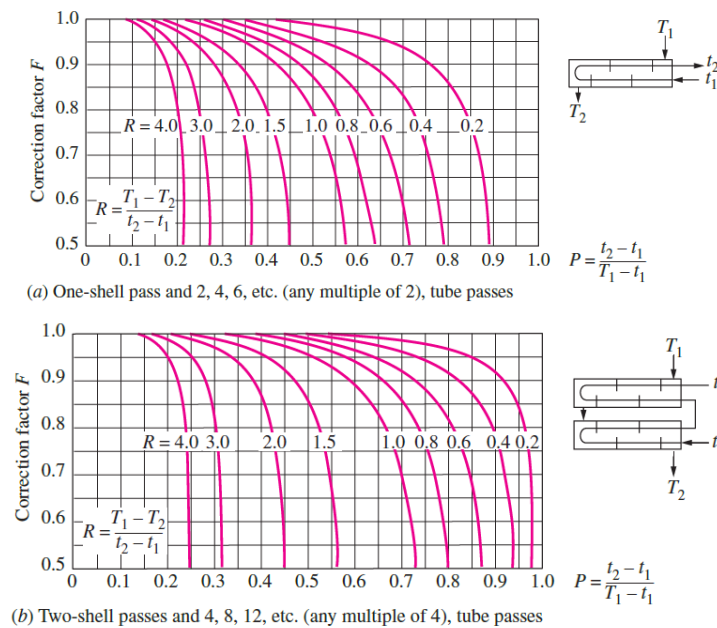 1.0
0.9
0.8
0.7
0.6
0.5
Correction factor F
R = 4.0 3.0 2.0 1.5 1.0 0.8 0.6 0.4 0.2
R = T1 − T2
t2 − t1
0 0.1 0.2 0.3 0.4 0.5 0.6 0.7 0.8 0.9 1.0
T1
t2
t1
T2
P = t2 − t1
T1 − t1
(a) One-shell pass and 2, 4, 6, etc. (any multiple of 2), tube passes
1.0
0.9
0.8
0.7
0.6
0.5
Correction factor F
R = 4.0 3.0 2.0 1.5 1.0 0.8 0.6 0.4 0.2
R = T1 − T2
t2 − t1
0 0.1 0.2 0.3 0.4 0.5 0.6 0.7 0.8 0.9 1.0
T1
T2
P = t2 − t1
T1 − t1
(b) Two-shell passes and 4, 8, 12, etc. (any multiple of 4), tube passes